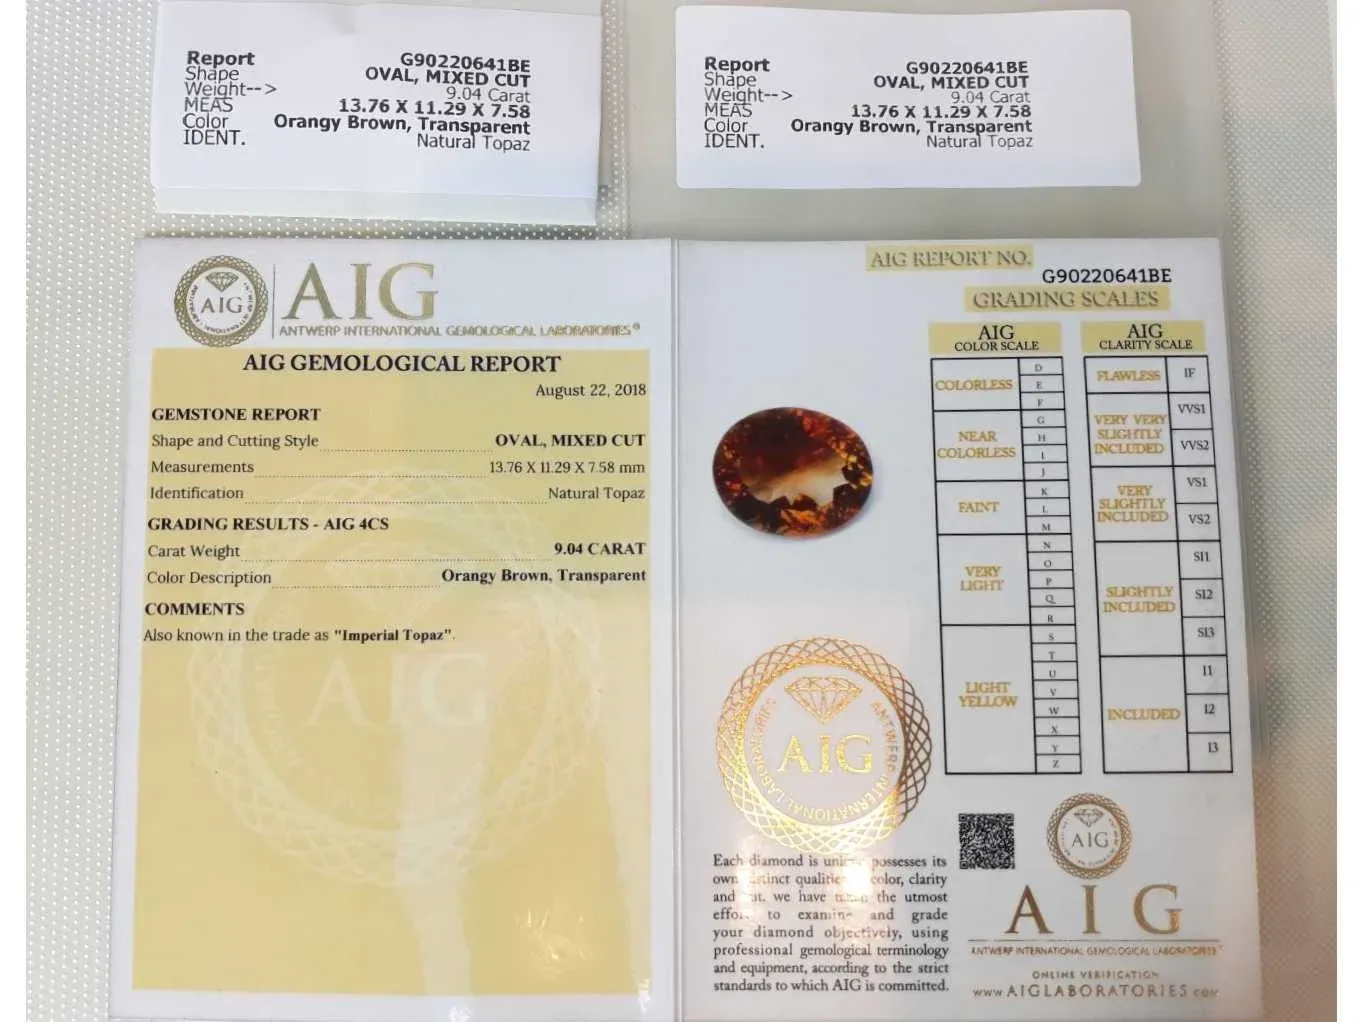 Report G90220641BE
Shape OVAL, MIXED CUT
Weight--> 9.04 Carat
MEAS 13.76 X 11.29 X 7.58
Color Orangy Brown, Transparent
IDENT. Natural Topaz
Report G90220641BE
Shape OVAL, MIXED CUT
Weight--> 9.04 Carat
MEAS 13.76 X 11.29 X 7.58
Color Orangy Brown, Transparent
IDENT. Natural Topaz
AIG
AIG
ANTWERP INTERNATIONAL GEMOLOGICAL LABORATORIES®
AIG GEMOLOGICAL REPORT
August 22, 2018
GEMSTONE REPORT
Shape and Cutting Style OVAL, MIXED CUT
Measurements 13.76 X 11.29 X 7.58 mm
Identification Natural Topaz
GRADING RESULTS - AIG 4CS
Carat Weight 9.04 CARAT
Color Description Orangy Brown, Transparent
COMMENTS
Also known in the trade as "Imperial Topaz".
AIG
AIG REPORT NO.
G90220641BE
GRADING SCALES
AIG
COLOR SCALE
COLORLESS
D
E
F
NEAR
COLORLESS
G
H
I
J
FAINT
K
L
M
VERY
LIGHT
N
O
P
Q
R
LIGHT
YELLOW
S
T
U
V
W
X
Y
Z
AIG
CLARITY SCALE
FLAWLESS
IF
VERY VERY
SLIGHTLY
INCLUDED
VVS1
VVS2
VERY
SLIGHTLY
INCLUDED
VS1
VS2
SLIGHTLY
INCLUDED
SI1
SI2
SI3
INCLUDED
I1
I2
I3
AIG
ANTWERP INTERNATIONAL GEMOLOGICAL LABORATORIES
Each diamond is possesses its
own color, clarity
and we have the utmost
to and grade
your diamond objectively, using
professional gemological terminology
and equipment, according to the strict
standards to which AIG is committed.
AIG
A I G
ANTWERP INTERNATIONAL GEMOLOGICAL LABORATORIES
ONLINE VERIFICATION
www.AIGLABORATORIES.com